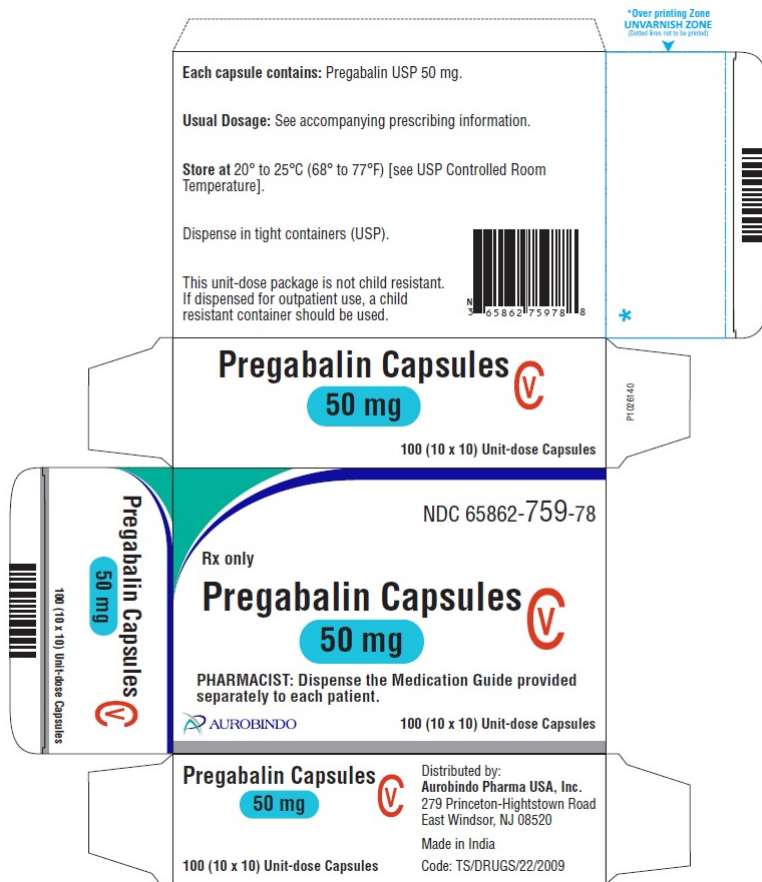 *Over printing Zone
UNVARNISH ZONE
(Dotted lines not to be printed)
Each capsule contains: Pregabalin USP 50 mg.
Usual Dosage: See accompanying prescribing information.
Store at 20° to 25°C (68° to 77°F) [see USP Controlled Room
Temperature].
Dispense in tight containers (USP).
This unit-dose package is not child resistant.
If dispensed for outpatient use, a child
resistant container should be used.
N
3 65862 75978 8
*
Pregabalin Capsules
50 mg
CV
100 (10 x 10) Unit-dose Capsules
P1026140
NDC 65862-759-78
Rx only
Pregabalin Capsules
50 mg
CV
PHARMACIST: Dispense the Medication Guide provided
separately to each patient.
AUROBINDO
100 (10 x 10) Unit-dose Capsules
Pregabalin Capsules
50 mg
CV
100 (10 x 10) Unit-dose Capsules
Pregabalin Capsules
50 mg
CV
100 (10 x 10) Unit-dose Capsules
Distributed by:
Aurobindo Pharma USA, Inc.
279 Princeton-Hightstown Road
East Windsor, NJ 08520
Made in India
Code: TS/DRUGS/22/2009